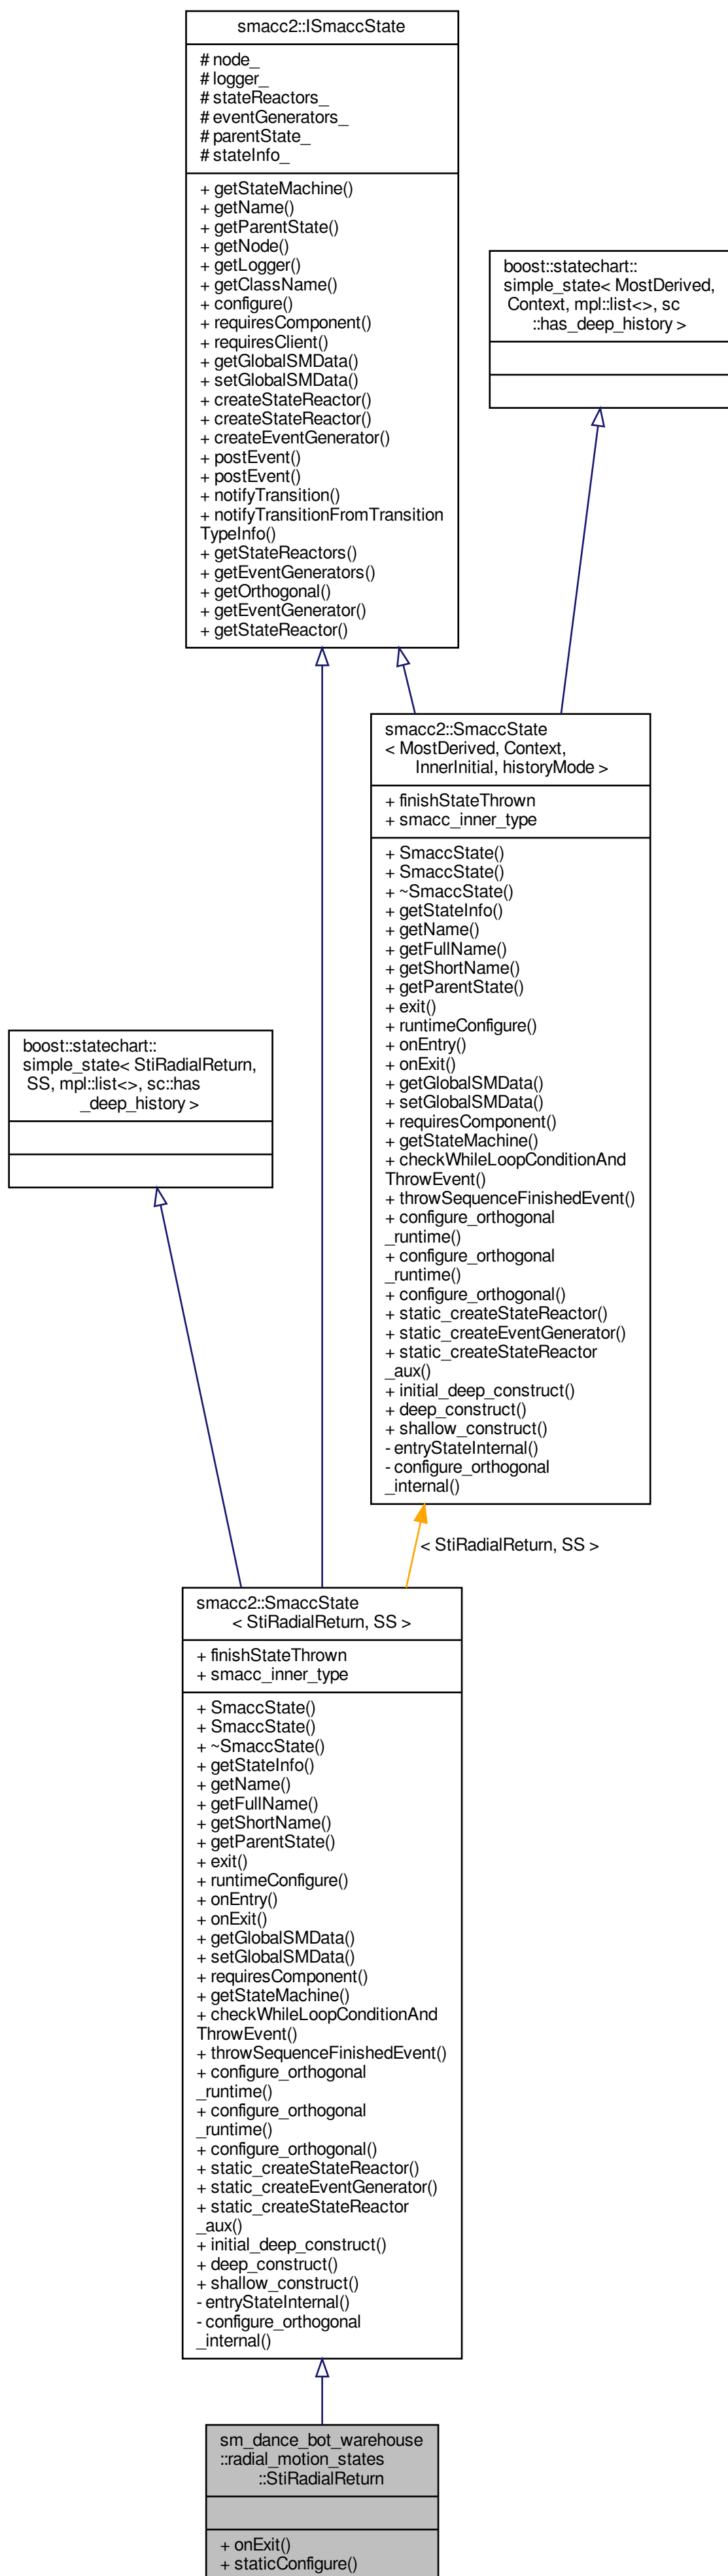 smacc2::ISmaccState
# node_
# logger_
# stateReactors_
# eventGenerators_
# parentState_
# stateInfo_
+ getStateMachine()
+ getName()
+ getParentState()
+ getNode()
+ getLogger()
+ getClassName()
+ configure()
+ requiresComponent()
+ requiresClient()
+ getGlobalSMData()
+ setGlobalSMData()
+ createStateReactor()
+ createStateReactor()
+ createEventGenerator()
+ postEvent()
+ postEvent()
+ notifyTransition()
+ notifyTransitionFromTransition
TypeInfo()
+ getStateReactors()
+ getEventGenerators()
+ getOrthogonal()
+ getEventGenerator()
+ getStateReactor()
boost::statechart::
simple_state< MostDerived,
Context, mpl::list<>, sc
::has_deep_history >
smacc2::SmaccState
< MostDerived, Context,
InnerInitial, historyMode >
+ finishStateThrown
+ smacc_inner_type
+ SmaccState()
+ SmaccState()
+ ~SmaccState()
+ getStateInfo()
+ getName()
+ getFullName()
+ getShortName()
+ getParentState()
+ exit()
+ runtimeConfigure()
+ onEntry()
+ onExit()
+ getGlobalSMData()
+ setGlobalSMData()
+ requiresComponent()
+ getStateMachine()
+ checkWhileLoopConditionAnd
ThrowEvent()
+ throwSequenceFinishedEvent()
+ configure_orthogonal
_runtime()
+ configure_orthogonal
_runtime()
+ configure_orthogonal()
+ static_createStateReactor()
+ static_createEventGenerator()
+ static_createStateReactor
_aux()
+ initial_deep_construct()
+ deep_construct()
+ shallow_construct()
- entryStateInternal()
- configure_orthogonal
_internal()
boost::statechart::
simple_state< StiRadialReturn,
SS, mpl::list<>, sc::has
_deep_history >
< StiRadialReturn, SS >
smacc2::SmaccState
< StiRadialReturn, SS >
+ finishStateThrown
+ smacc_inner_type
+ SmaccState()
+ SmaccState()
+ ~SmaccState()
+ getStateInfo()
+ getName()
+ getFullName()
+ getShortName()
+ getParentState()
+ exit()
+ runtimeConfigure()
+ onEntry()
+ onExit()
+ getGlobalSMData()
+ setGlobalSMData()
+ requiresComponent()
+ getStateMachine()
+ checkWhileLoopConditionAnd
ThrowEvent()
+ throwSequenceFinishedEvent()
+ configure_orthogonal
_runtime()
+ configure_orthogonal
_runtime()
+ configure_orthogonal()
+ static_createStateReactor()
+ static_createEventGenerator()
+ static_createStateReactor
_aux()
+ initial_deep_construct()
+ deep_construct()
+ shallow_construct()
- entryStateInternal()
- configure_orthogonal
_internal()
sm_dance_bot_warehouse
::radial_motion_states
::StiRadialReturn
+ onExit()
+ staticConfigure()